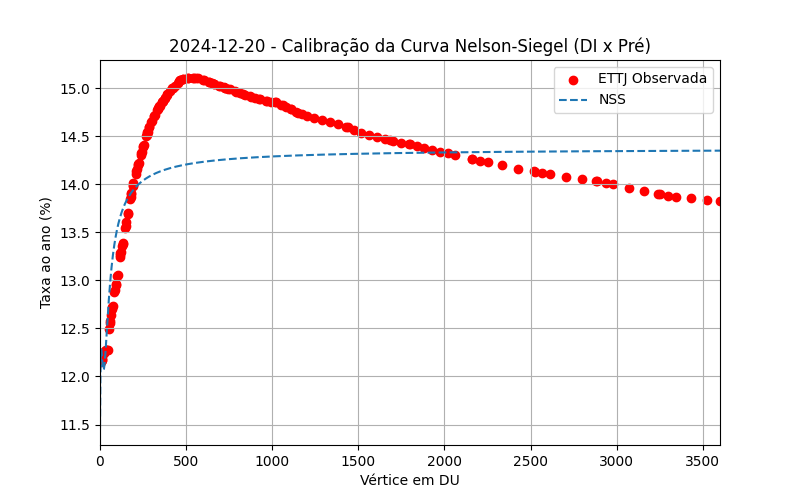 2024-12-20 - Calibração da Curva Nelson-Siegel (DI x Pré)
ETTJ Observada
NSS
15.0
14.5
14.0
13.5
13.0
12.5
12.0
11.5
Taxa ao ano (%)
0 500 1000 1500 2000 2500 3000 3500
Vértice em DU